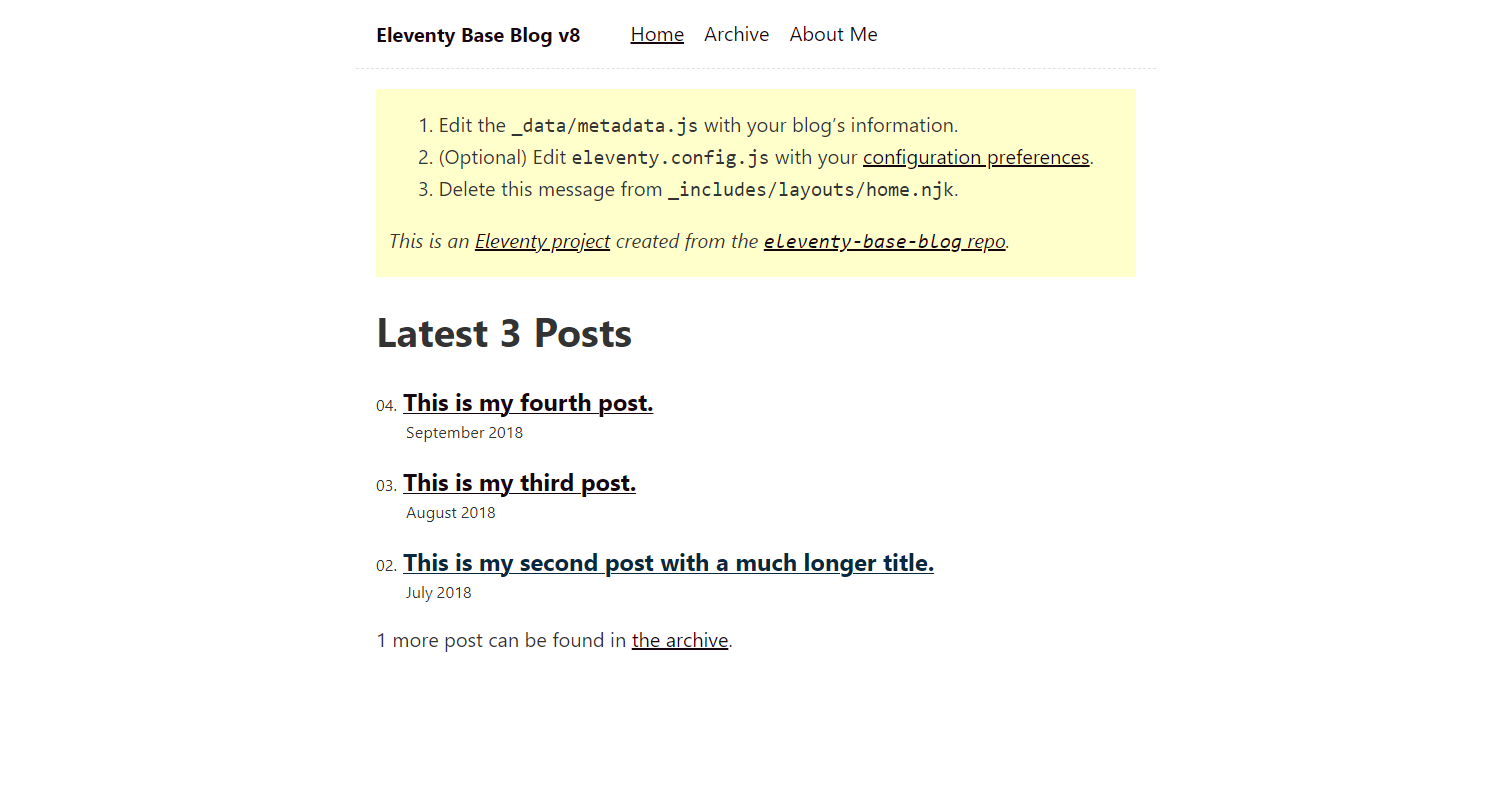 Eleventy Base Blog v8 Home Archive About Me
1. Edit the _data/metadata.js with your blog’s information.
2. (Optional) Edit eleventy.config.js with your configuration preferences.
3. Delete this message from _includes/layouts/home.njk.
This is an Eleventy project created from the eleventy-base-blog repo.
Latest 3 Posts
04. This is my fourth post.
September 2018
03. This is my third post.
August 2018
02. This is my second post with a much longer title.
July 2018
1 more post can be found in the archive.